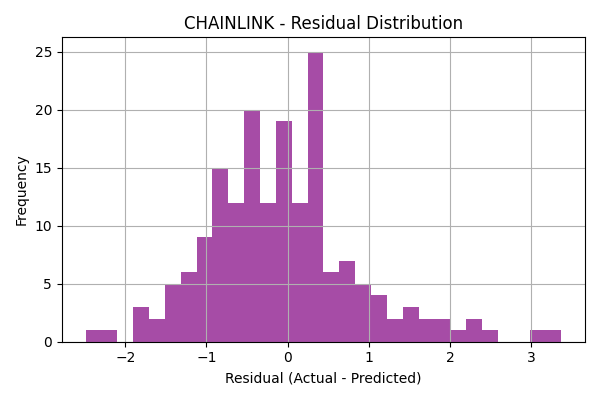 CHAINLINK - Residual Distribution
Frequency
25
20
15
10
5
0
−2 −1 0 1 2 3
Residual (Actual - Predicted)